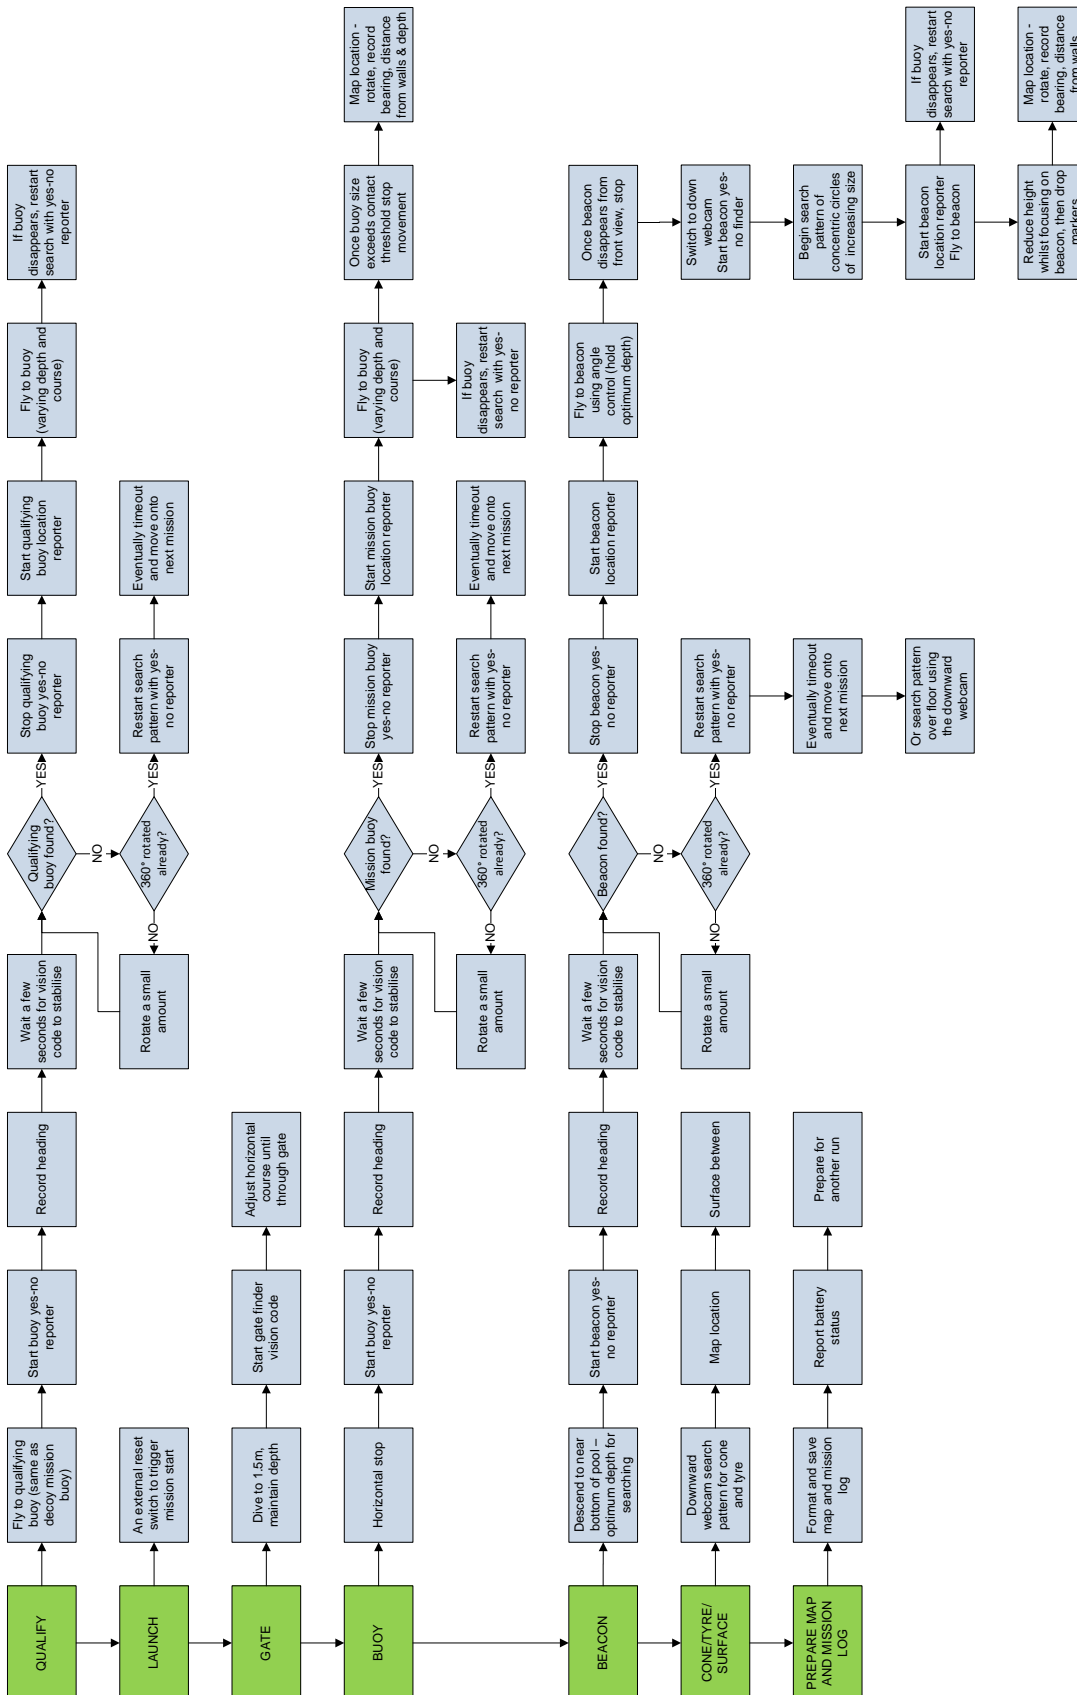 QUALIFY
Fly to qualifying
buoy (same as
decoy mission
buoy)
Start buoy yes-no
reporter
Record heading
Wait a few
seconds for vision
code to stabilise
Qualifying
buoy found?
YES
Stop qualifying
buoy yes-no
reporter
Start qualifying
buoy location
reporter
Fly to buoy
(varying depth and
course)
If buoy
disappears, restart
search with yes-no
reporter
NO
360° rotated
already?
NO
Rotate a small
amount
YES
Restart search
pattern with yes-
no reporter
Eventually timeout
and move onto
next mission
LAUNCH
An external reset
switch to trigger
mission start
GATE
Dive to 1.5m,
maintain depth
Start gate finder
vision code
Adjust horizontal
course until
through gate
BUOY
Horizontal stop
Start buoy yes-no
reporter
Record heading
Wait a few
seconds for vision
code to stabilise
Mission buoy
found?
YES
Stop mission buoy
yes-no reporter
Start mission buoy
location reporter
Fly to buoy
(varying depth and
course)
Once buoy size
exceeds contact
threshold stop
movement
Map location -
rotate, record
bearing, distance
from walls & depth
NO
360° rotated
already?
NO
Rotate a small
amount
YES
Restart search
pattern with yes-
no reporter
Eventually timeout
and move onto
next mission
If buoy
disappears, restart
search with yes-
no reporter
BEACON
Descend to near
bottom of pool –
optimum depth for
searching
Start beacon yes-
no reporter
Record heading
Wait a few
seconds for vision
code to stabilise
Beacon found?
YES
Stop beacon yes-
no reporter
Start beacon
location reporter
Fly to beacon
using angle
control (hold
optimum depth)
Once beacon
disappears from
front view, stop
NO
360° rotated
already?
NO
Rotate a small
amount
YES
Restart search
pattern with yes-
no reporter
Eventually timeout
and move onto
next mission
Or search pattern
over floor using
the downward
webcam
Switch to down
webcam
Start beacon yes-
no finder
Begin search
pattern of
concentric circles
of increasing size
Start beacon
location reporter
Fly to beacon
If buoy
disappears, restart
search with yes-no
reporter
Reduce height
whilst focusing on
beacon, then drop
markers
Map location -
rotate, record
bearing, distance
from walls
CONE/TYRE/
SURFACE
Downward
webcam search
pattern for cone
and tyre
Map location
Surface between
PREPARE MAP
AND MISSION
LOG
Format and save
map and mission
log
Report battery
status
Prepare for
another run